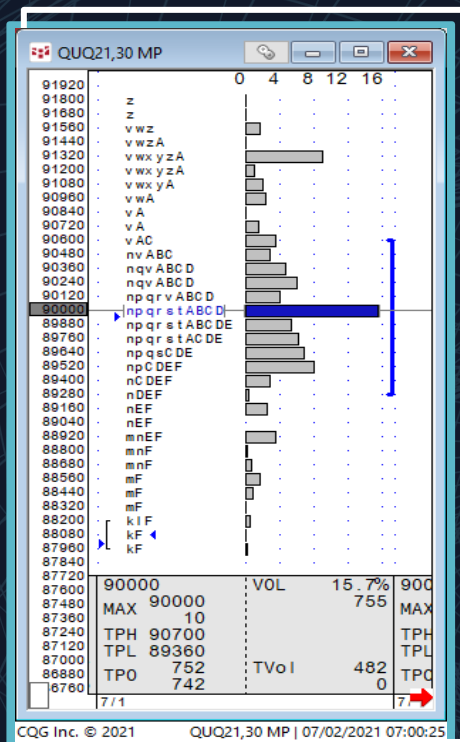 QUQ21,30 MP
0 4 8 12 16
91920
91800 z
91680 z
91560 vwz
91440 vwzA
91320 vwxyzA
91200 vwxyA
91080 vwxyA
90960 vwA
90840 vA
90720 vA
90600 vAC
90480 nvABC
90360 nqvABCD
90240 nqvABCD
90120 npqrvABCD
90000 npqrstABCD
89880 npqrstABCDE
89760 npqrstACDE
89640 npqsCDE
89520 npCDEF
89400 nCDEF
89280 nDEF
89160 nEF
89040 nEF
88920 mnEF
88800 mnF
88680 mnF
88560 mF
88440 mF
88320 mF
88200 klF
88080 kF
87960 kF
87840
87720
87600 90000 VOL 15.7% 900
87480 MAX 90000 755 MAX
87360 10
87240 TPH 90700 TPH
87120 TPL 89360 TPL
87000 TPO 752 TVol 482 TPO
86880 742 0
86760
7/1 7/
CQG Inc. © 2021 QUQ21,30 MP | 07/02/2021 07:00:25